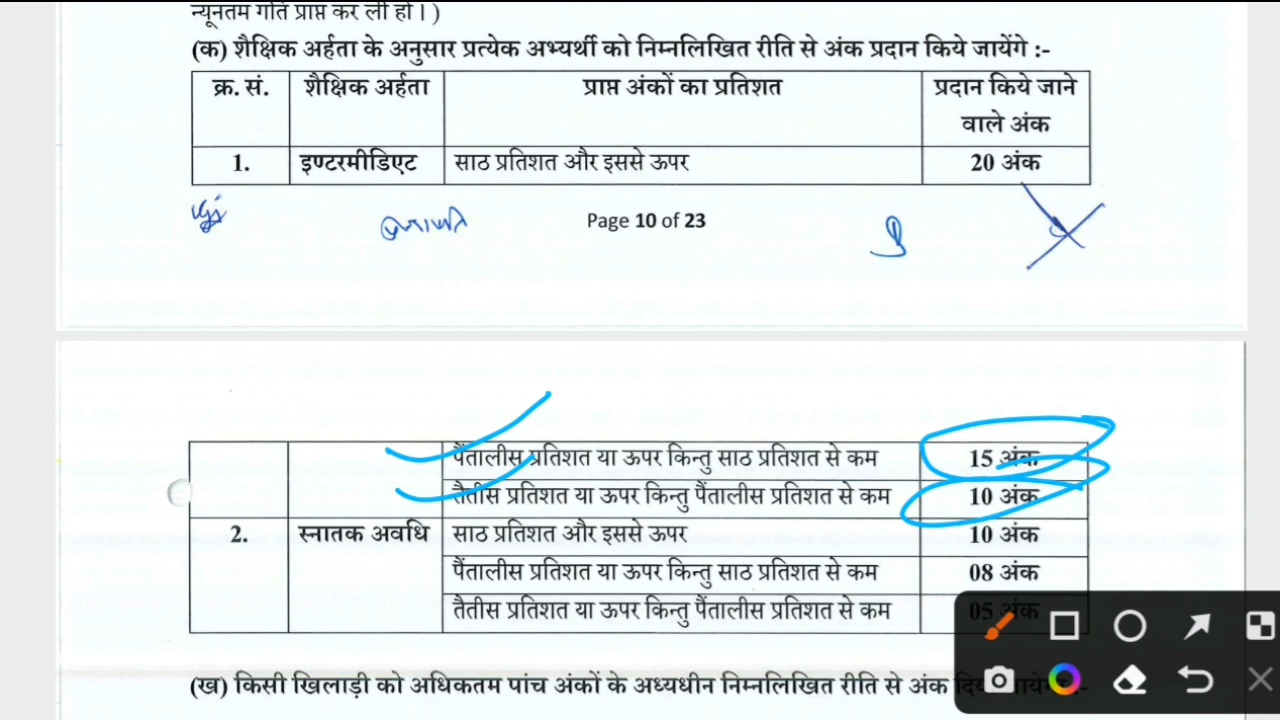 न्यूनतम गति प्राप्त कर ली हो। )
(क) शैक्षिक अर्हता के अनुसार प्रत्येक अभ्यर्थी को निम्नलिखित रीति से अंक प्रदान किये जायेंगे :-
क्र. सं. शैक्षिक अर्हता प्राप्त अंकों का प्रतिशत प्रदान किये जाने
वाले अंक
1. इण्टरमीडिएट साठ प्रतिशत और इससे ऊपर 20 अंक
Page 10 of 23
पैंतालीस प्रतिशत या ऊपर किन्तु साठ प्रतिशत से कम 15 अंक
तैतीस प्रतिशत या ऊपर किन्तु पैंतालीस प्रतिशत से कम 10 अंक
2. स्नातक अवधि साठ प्रतिशत और इससे ऊपर 10 अंक
पैंतालीस प्रतिशत या ऊपर किन्तु साठ प्रतिशत से कम 08 अंक
तैतीस प्रतिशत या ऊपर किन्तु पैंतालीस प्रतिशत से कम 05 अंक
(ख) किसी खिलाड़ी को अधिकतम पांच अंकों के अध्यधीन निम्नलिखित रीति से अंक